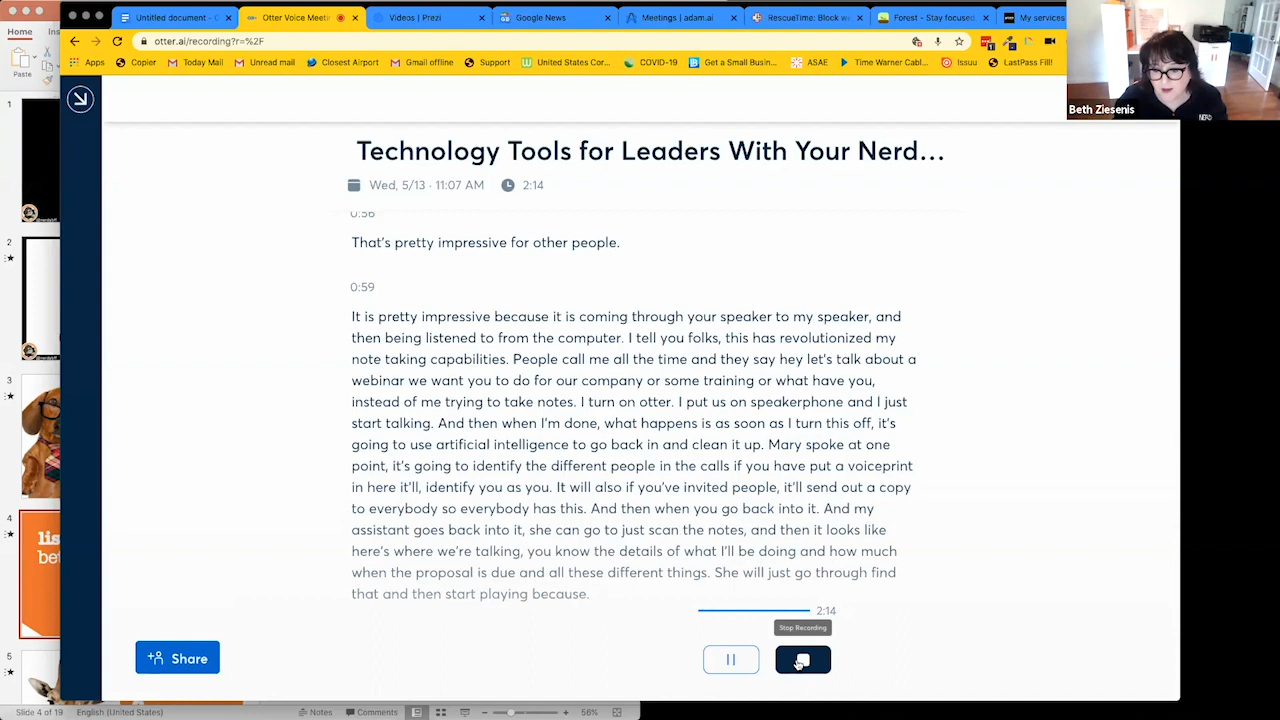 Home
Paste
Untitled document - G
Otter Voice Meeti
Videos | Prezi
Google News
Meetings | adam.ai
RescueTime: Block w
Forest - Stay focused,
My services
otter.ai/recording?r=%2F
Apps
Copier
Today Mail
Unread mail
Closest Airport
Gmail offline
Support
United States Cor...
COVID-19
Get a Small Busin...
ASAE
Time Warner Cabl...
Issuu
LastPass Fill!
Beth Ziesenis
NERD
Technology Tools for Leaders With Your Nerd...
Wed, 5/13 · 11:07 AM
2:14
0:56
That's pretty impressive for other people.
0:59
It is pretty impressive because it is coming through your speaker to my speaker, and
then being listened to from the computer. I tell you folks, this has revolutionized my
note taking capabilities. People call me all the time and they say hey let's talk about a
webinar we want you to do for our company or some training or what have you,
instead of me trying to take notes. I turn on otter. I put us on speakerphone and I just
start talking. And then when I'm done, what happens is as soon as I turn this off, it's
going to use artificial intelligence to go back in and clean it up. Mary spoke at one
point, it's going to identify the different people in the calls if you have put a voiceprint
in here it'll, identify you as you. It will also if you've invited people, it'll send out a copy
to everybody so everybody has this. And then when you go back into it. And my
assistant goes back into it, she can go to just scan the notes, and then it looks like
here's where we're talking, you know the details of what I'll be doing and how much
when the proposal is due and all these different things. She will just go through find
that and then start playing because.
2:14
Stop Recording
Share
1
2
3
4
lis
be
5
Slide 4 of 19
English (United States)
Notes
Comments
56%